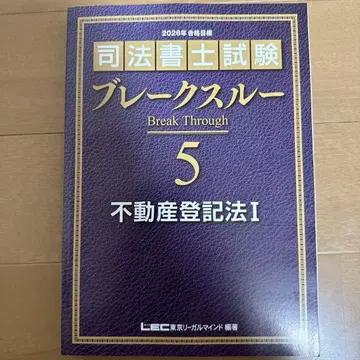 2026年合格目標
司法書士試験
ブレークスルー
Break Through
5
不動産登記法Ⅰ
LEC東京リーガルマインド 編著